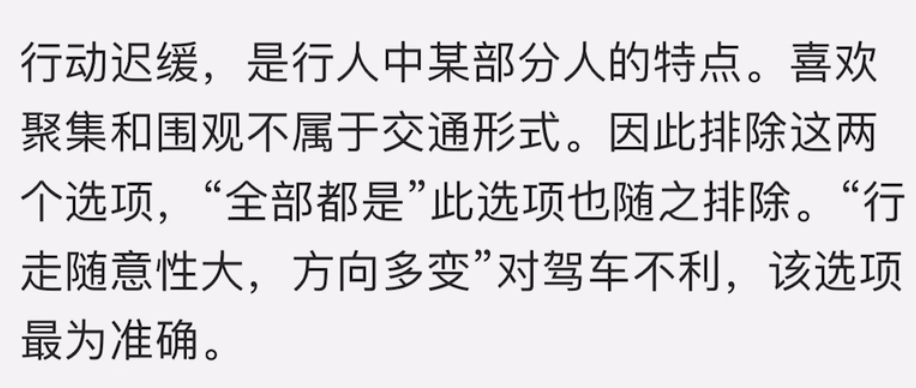 行动迟缓，是行人中某部分人的特点。喜欢
聚集和围观不属于交通形式。因此排除这两
个选项，“全部都是”此选项也随之排除。“行
走随意性大，方向多变”对驾车不利，该选项
最为准确。